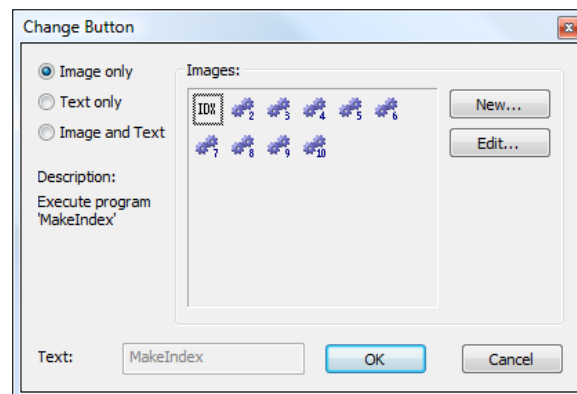 Change Button
Image only
Text only
Image and Text
Description:
Execute program
'MakeIndex'
Images:
IDX 2 3 4 5 6
7 8 9 10
New...
Edit...
Text: MakeIndex OK Cancel